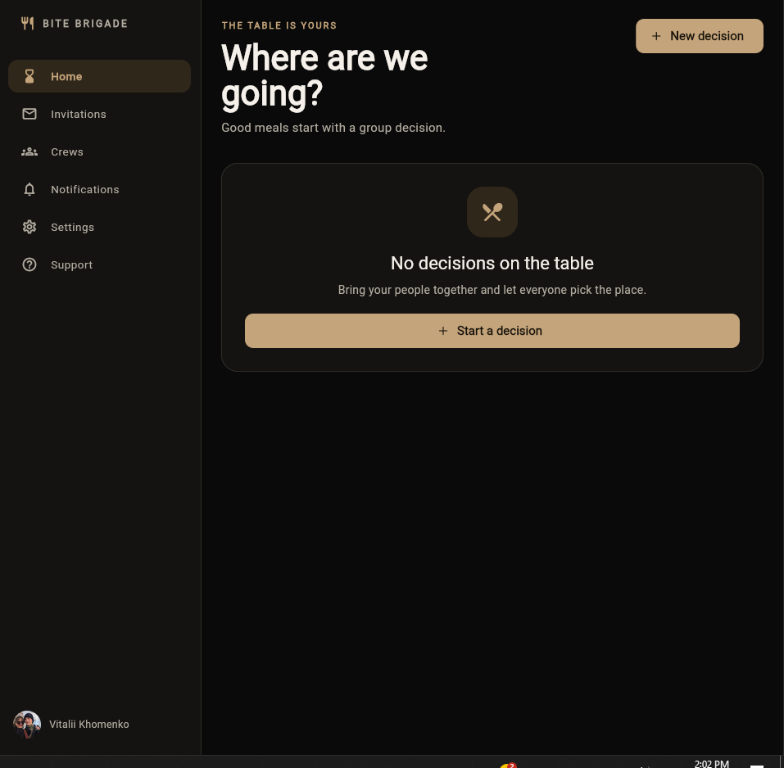 BITE BRIGADE
Home
Invitations
Crews
Notifications
Settings
Support
Vitalii Khomenko
THE TABLE IS YOURS
Where are we
going?
Good meals start with a group decision.
New decision
No decisions on the table
Bring your people together and let everyone pick the place.
Start a decision
2:02 PM